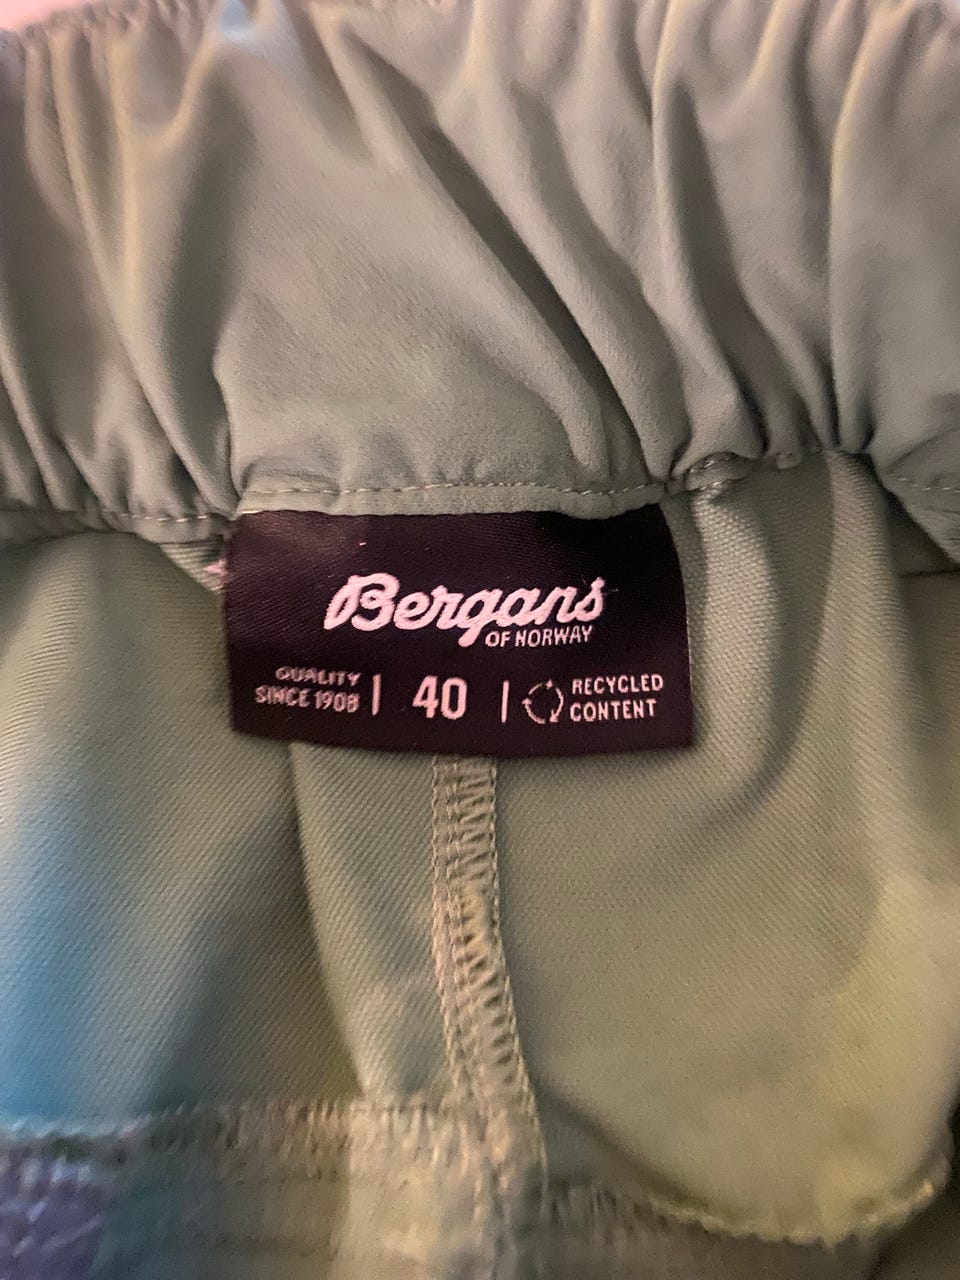 Bergans
OF NORWAY
QUALITY
SINCE 1908
| 40 |
RECYCLED
CONTENT